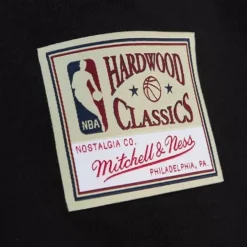 HARDWOOD
CLASSICS
NBA
NOSTALGIA CO.
Mitchell & Ness
PHILADELPHIA, PA.